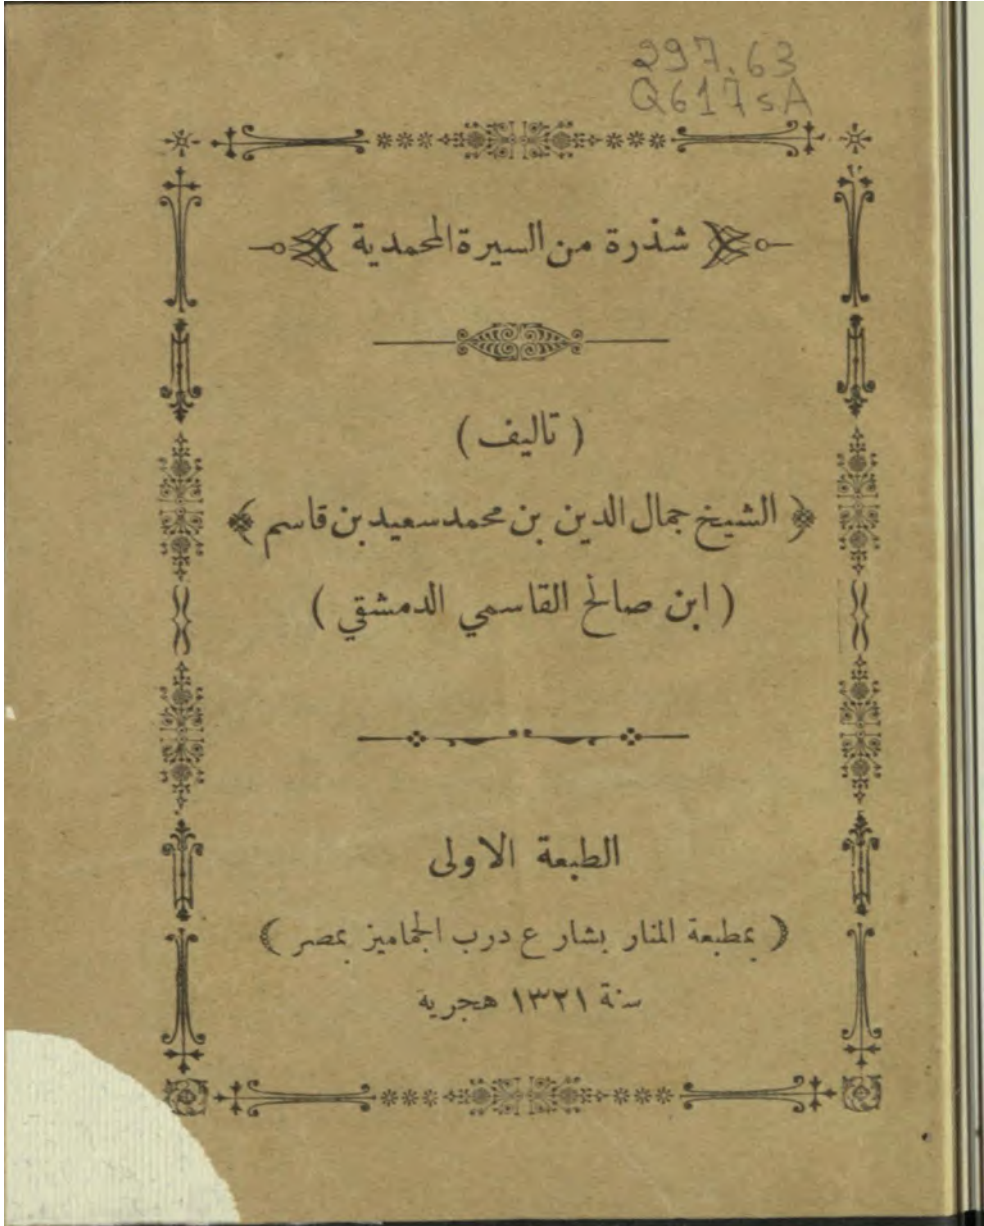 297.63
Q617sA
شذرة من السيرة المحمدية
( تاليف )
الشيخ جمال الدين بن محمد سعيد بن قاسم
( ابن صالح القاسمي الدمشقي )
الطبعة الاولى
( بمطبعة المنار بشارع درب الجماميز بمصر )
سنة ١٣٢١ هجرية